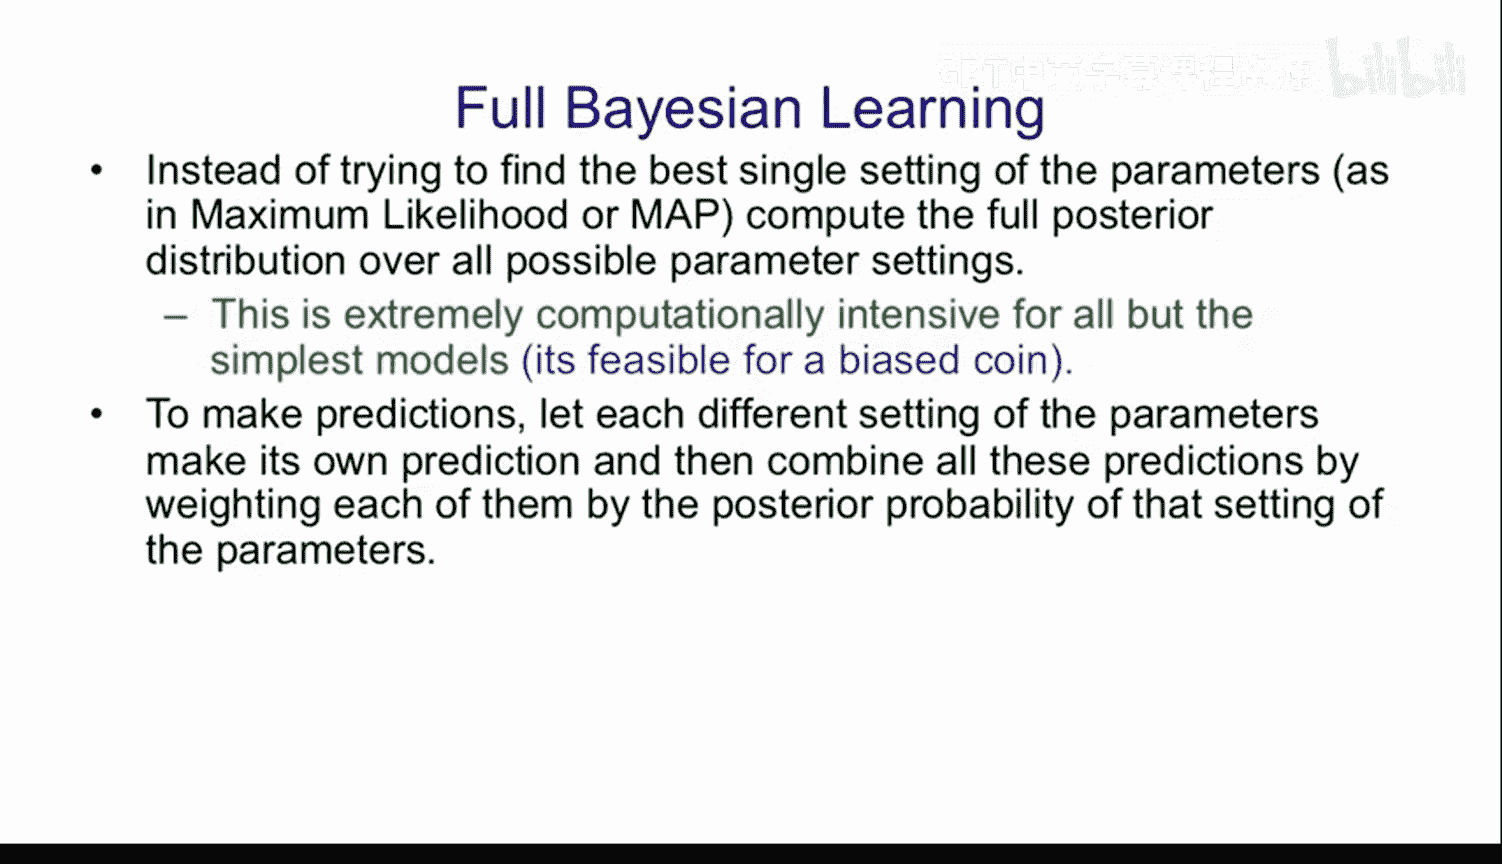 bilibili
Full Bayesian Learning
• Instead of trying to find the best single setting of the parameters (as
in Maximum Likelihood or MAP) compute the full posterior
distribution over all possible parameter settings.
– This is extremely computationally intensive for all but the
simplest models (its feasible for a biased coin).
• To make predictions, let each different setting of the parameters
make its own prediction and then combine all these predictions by
weighting each of them by the posterior probability of that setting of
the parameters.